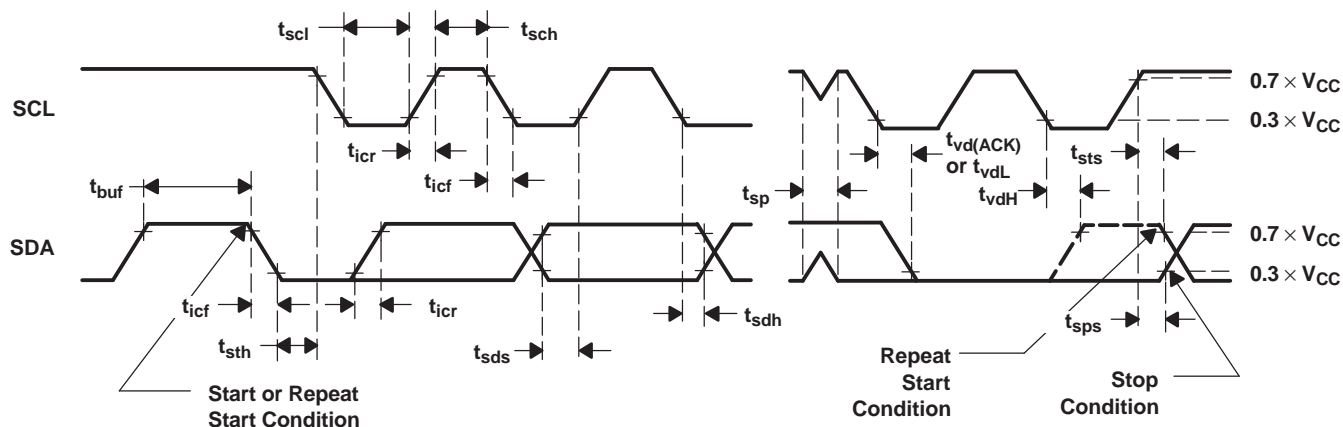 t_scl
t_sch
SCL
0.7 × V_CC
0.3 × V_CC
t_icr
t_vd(ACK)
or t_vdL
t_sts
t_buf
t_icf
t_sp
t_vdH
SDA
0.7 × V_CC
0.3 × V_CC
t_icf
t_icr
t_sdh
t_sps
t_sth
t_sds
Start or Repeat
Start Condition
Repeat
Start
Condition
Stop
Condition